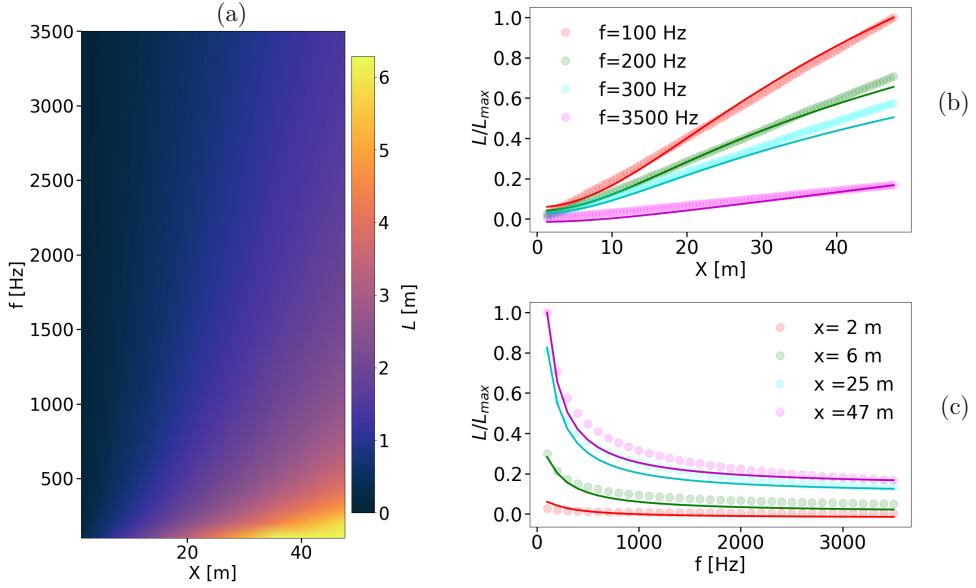 (a)
3500
3000
2500
2000
1500
1000
500
f [Hz]
20
40
X [m]
6
5
4
3
2
1
0
L [m]
(b)
1.0
0.8
0.6
0.4
0.2
0.0
L/Lmax
f=100 Hz
f=200 Hz
f=300 Hz
f=3500 Hz
0
10
20
30
40
X [m]
(c)
1.0
0.8
0.6
0.4
0.2
0.0
L/Lmax
x= 2 m
x= 6 m
x =25 m
x =47 m
0
1000
2000
3000
f [Hz]